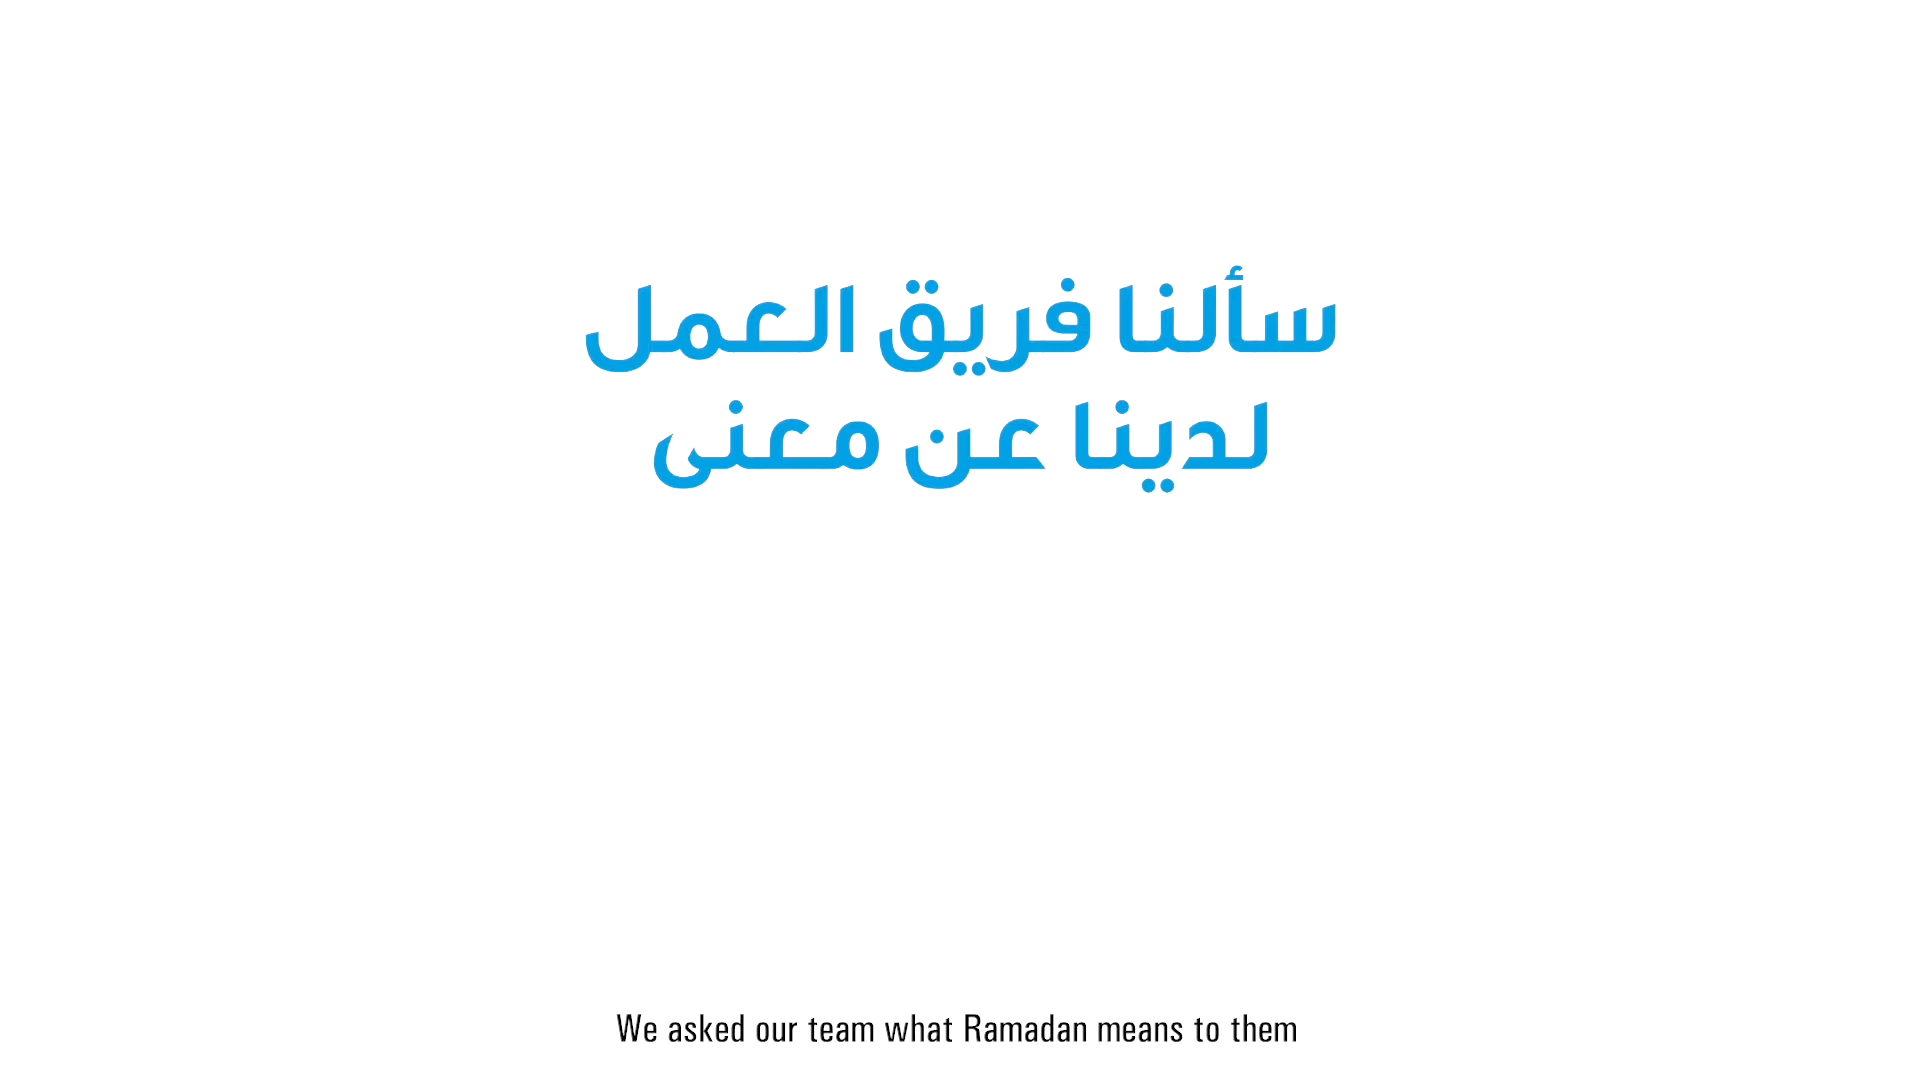 سألنا فريق العمل
لدينا عن معنى
We asked our team what Ramadan means to them